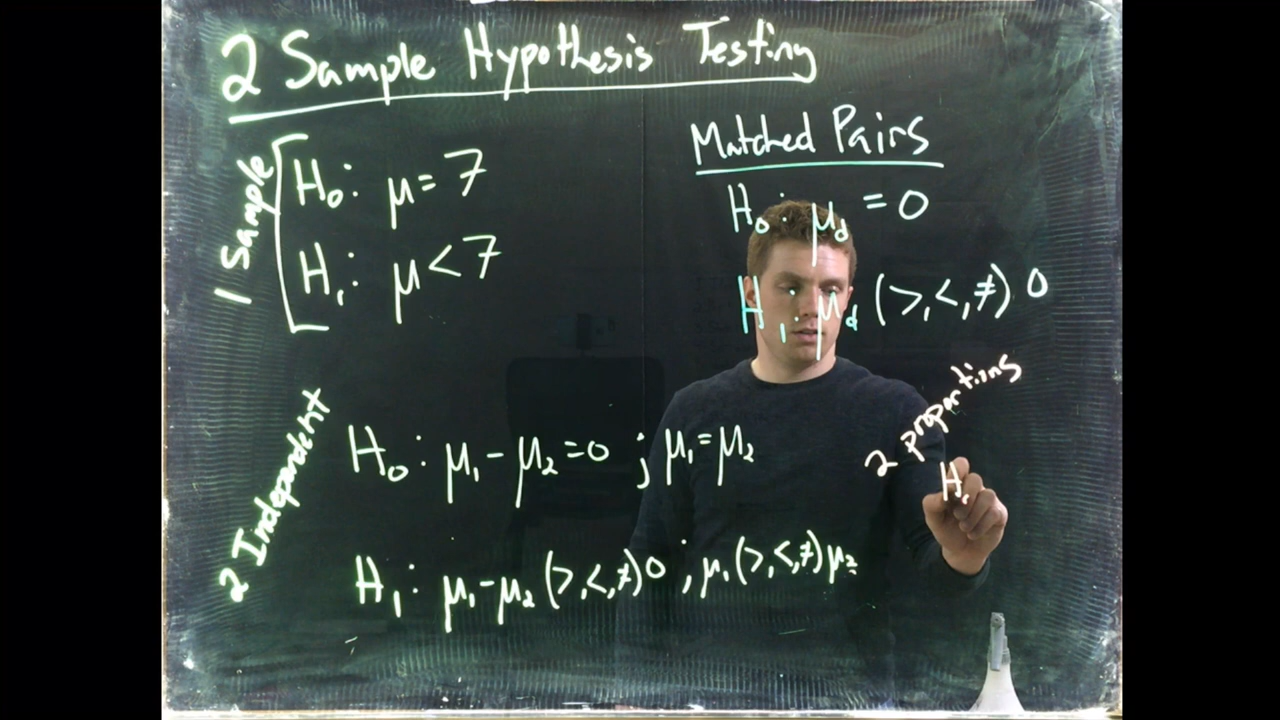 2 Sample Hypothesis Testing
1 Sample
H₀: μ = 7
H₁: μ < 7
Matched Pairs
H₀: μd = 0
H₁: μd (>,<,≠) 0
2 Independent
H₀: μ₁ - μ₂ = 0 ; μ₁ = μ₂
H₁: μ₁ - μ₂ (>,<,≠) 0 ; μ₁ (>,<,≠) μ₂
2 proportions
H